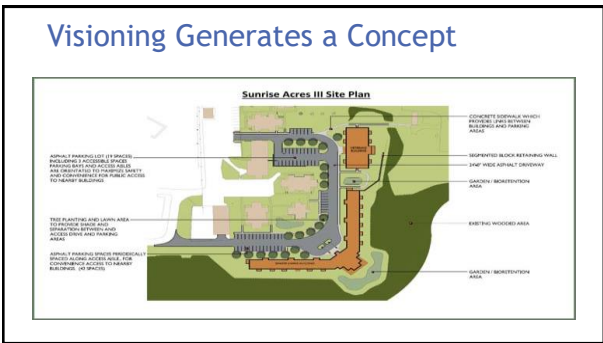 Visioning Generates a Concept
Sunrise Acres III Site Plan
ASPHALT PARKING LOT (19 SPACES)
INCLUDING 3 ACCESSIBLE SPACES
PARKING BAYS AND ACCESS AISLES
ARE ORIENTATED TO MAXIMIZE SAFETY
AND CONVENIENCE FOR PUBLIC ACCESS
TO NEARBY BUILDINGS
TREE PLANTING AND LAWN AREA
TO PROVIDE SHADE AND
SEPARATION BETWEEN AND
ACCESS DRIVE AND PARKING
AREAS
ASPHALT PARKING SPACES PERIODICALLY
SPACED ALONG ACCESS AISLE, FOR
CONVENIENCE ACCESS TO NEARBY
BUILDINGS. (42 SPACES)
CONCRETE SIDEWALK WHICH
PROVIDES LINKS BETWEEN
BUILDINGS AND PARKING
AREAS.
SEGMENTED BLOCK RETAINING WALL
24'-0" WIDE ASPHALT DRIVEWAY
GARDEN / BIORETENTION
AREA
EXISTING WOODED AREA
GARDEN / BIORETENTION
AREA